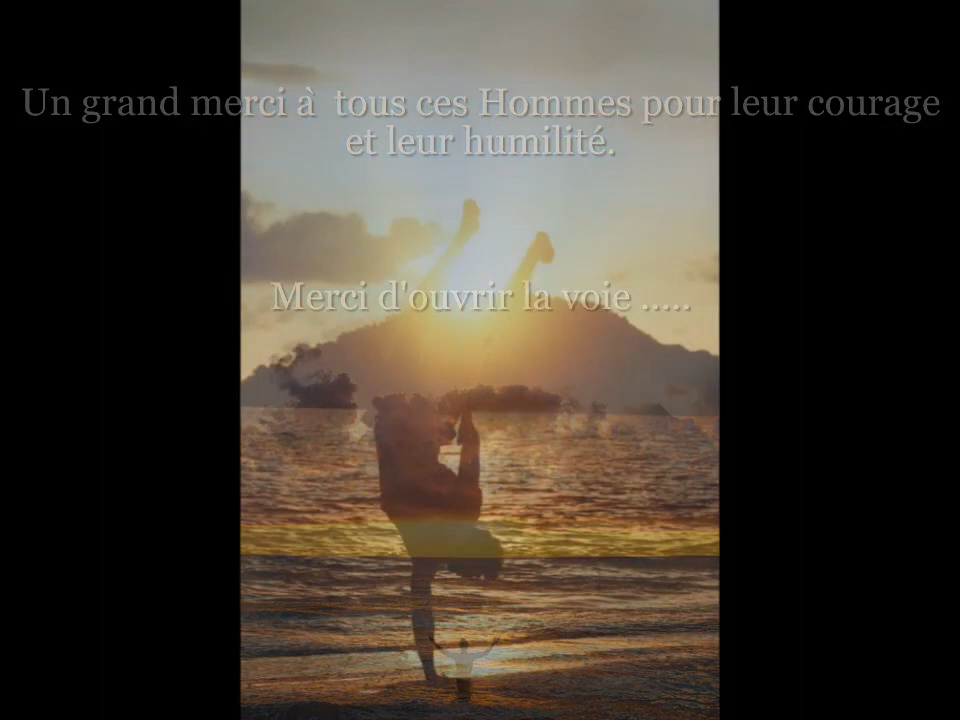 Un grand merci à tous ces Hommes pour leur courage
et leur humilité.
Merci d'ouvrir la voie .....